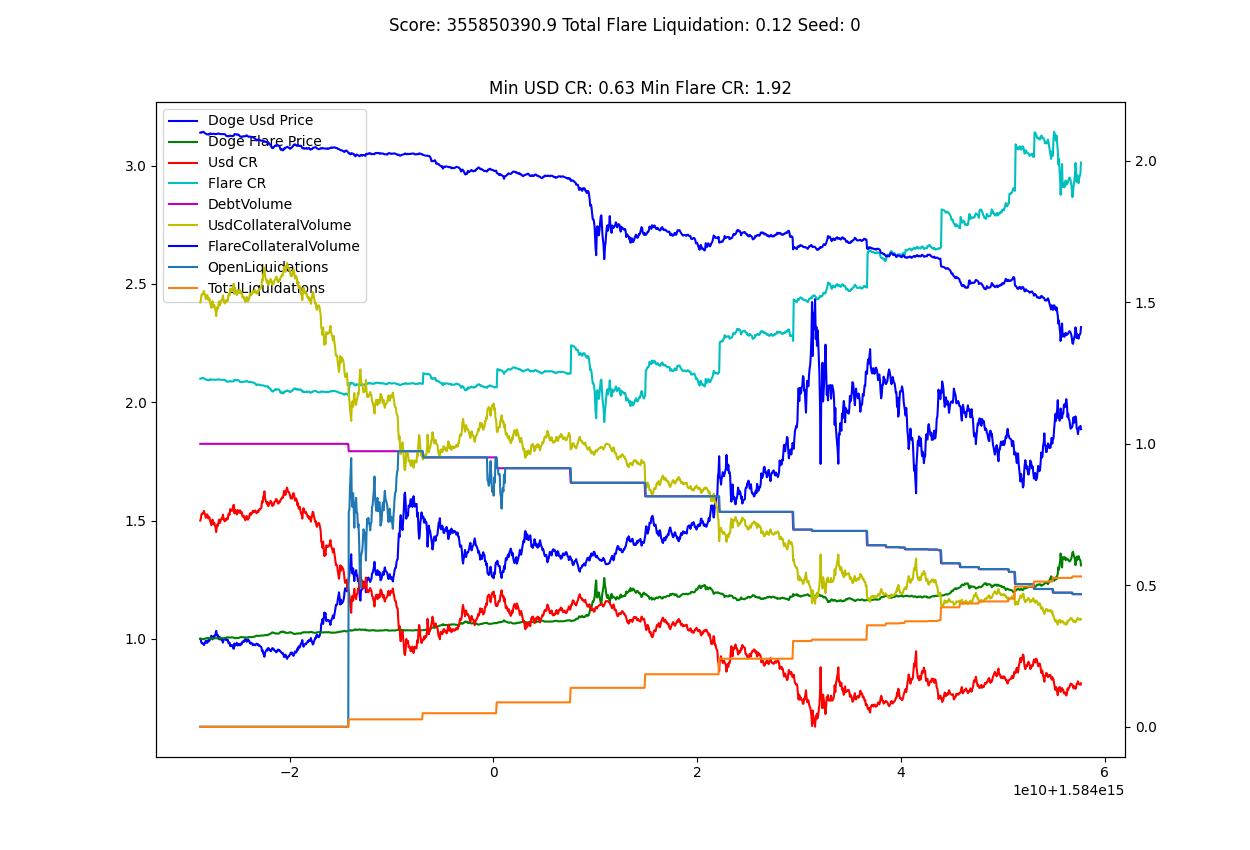 Score: 355850390.9 Total Flare Liquidation: 0.12 Seed: 0
Min USD CR: 0.63 Min Flare CR: 1.92
Doge Usd Price
Doge Flare Price
Usd CR
Flare CR
DebtVolume
UsdCollateralVolume
FlareCollateralVolume
OpenLiquidations
TotalLiquidations
3.0
2.5
2.0
1.5
1.0
2.0
1.5
1.0
0.5
0.0
−2
0
2
4
6
1e10+1.584e15